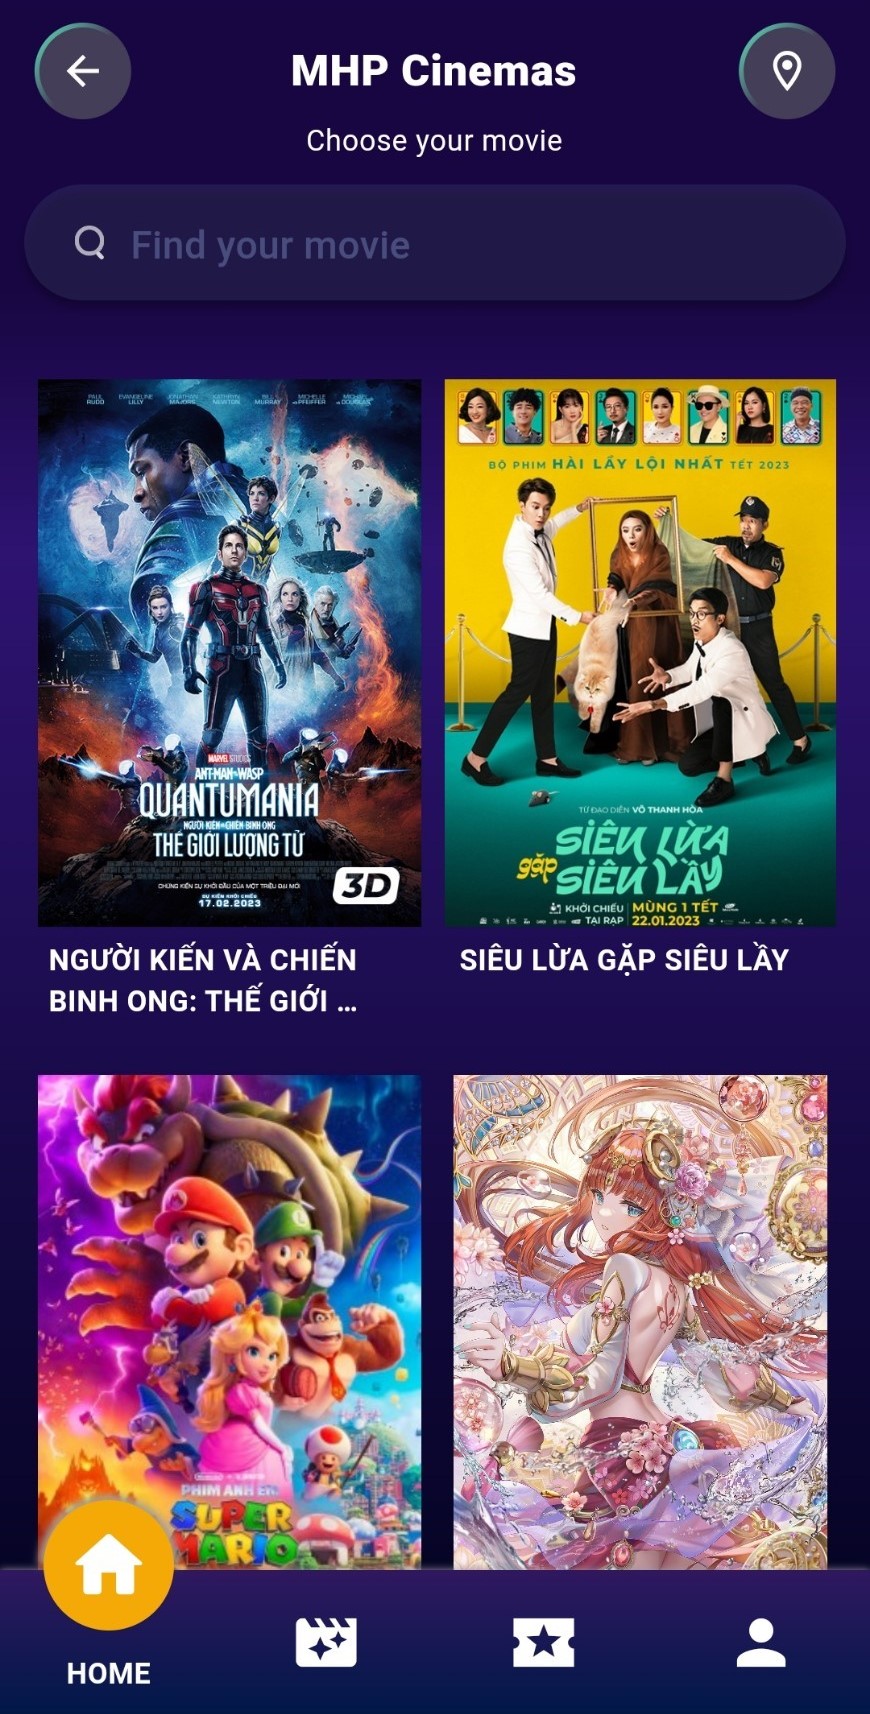 MHP Cinemas
Choose your movie
Find your movie
PAUL RUDD
EVANGELINE LILLY
JONATHAN MAJORS
KATHRYN NEWTON
BILL MURRAY
MICHELLE PFEIFFER
MICHAEL DOUGLAS
MARVEL STUDIOS
ANT-MAN AND THE WASP
QUANTUMANIA
NGƯỜI KIẾN VÀ CHIẾN BINH ONG
THẾ GIỚI LƯỢNG TỬ
CHỨNG KIẾN SỰ KHỞI ĐẦU CỦA MỘT TRIỀU ĐẠI MỚI
DỰ KIẾN KHỞI CHIẾU
17.02.2023
3D
BỘ PHIM HÀI LẦY LỘI NHẤT TẾT 2023
TỪ ĐẠO DIỄN VÕ THANH HÒA
SIÊU LỪA
gặp SIÊU LẦY
KHỞI CHIẾU TẠI RẠP
MÙNG 1 TẾT
22.01.2023
NGƯỜI KIẾN VÀ CHIẾN
BINH ONG: THẾ GIỚI ...
SIÊU LỪA GẶP SIÊU LẦY
PHIM ANH EM
SUPER
MARIO
HOME